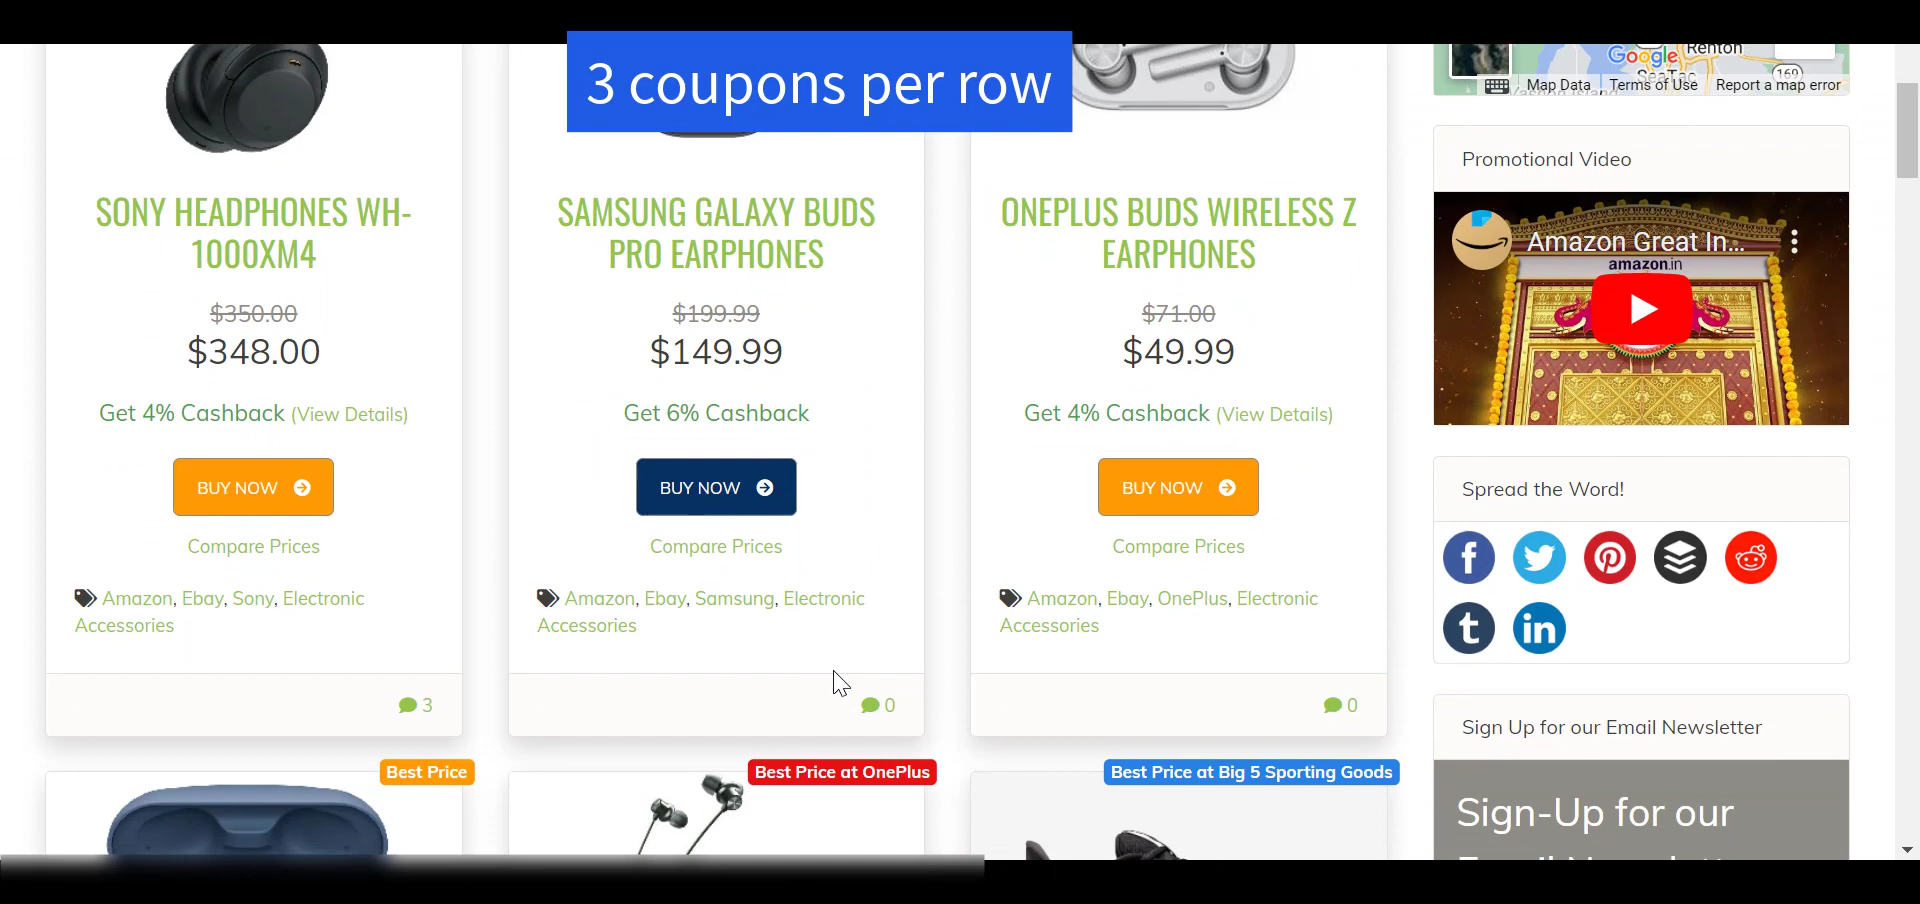 3 coupons per row
SONY HEADPHONES WH-
1000XM4
$350.00
$348.00
Get 4% Cashback (View Details)
BUY NOW
Compare Prices
Amazon, Ebay, Sony, Electronic
Accessories
3
SAMSUNG GALAXY BUDS
PRO EARPHONES
$199.99
$149.99
Get 6% Cashback
BUY NOW
Compare Prices
Amazon, Ebay, Samsung, Electronic
Accessories
0
ONEPLUS BUDS WIRELESS Z
EARPHONES
$71.00
$49.99
Get 4% Cashback (View Details)
BUY NOW
Compare Prices
Amazon, Ebay, OnePlus, Electronic
Accessories
0
Best Price
Best Price at OnePlus
Best Price at Big 5 Sporting Goods
Renton
Google
SeaTac
169
Map Data
Terms of Use
Report a map error
Promotional Video
Amazon Great In...
amazon.in
Spread the Word!
Sign Up for our Email Newsletter
Sign-Up for our